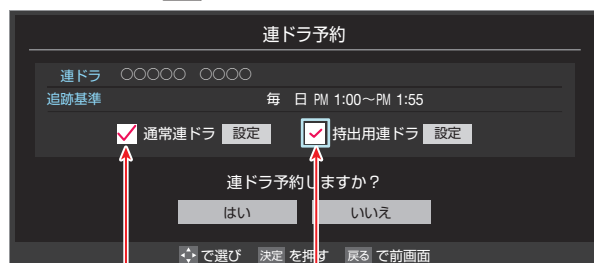 連ドラ予約
連ドラ ○○○○○ ○○○○
追跡基準 毎 日 PM 1:00～PM 1:55
通常連ドラ 設定 持出用連ドラ 設定
連ドラ予約しますか？
はい いいえ
で選び 決定 を押す 戻る で前画面